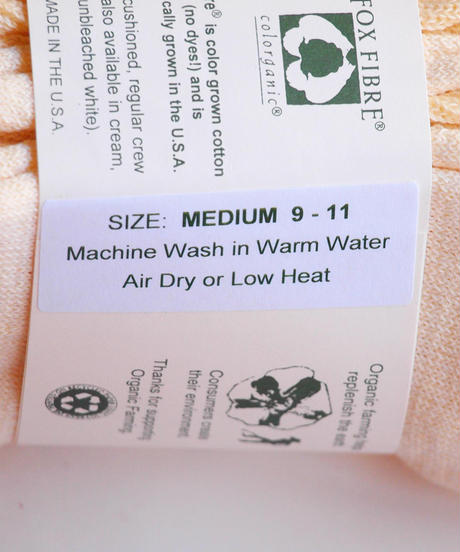 FOX FIBRE®
colorganic®
re® is color grown cotton
(no dyes!) and is
cally grown in the U.S.A.
cushioned, regular crew
also available in cream,
unbleached white).
MADE IN THE U.S.A.
SIZE: MEDIUM 9 - 11
Machine Wash in Warm Water
Air Dry or Low Heat
Organic farming
replenish the
Consumers create
their environment
Thanks for supporting
Organic Farming